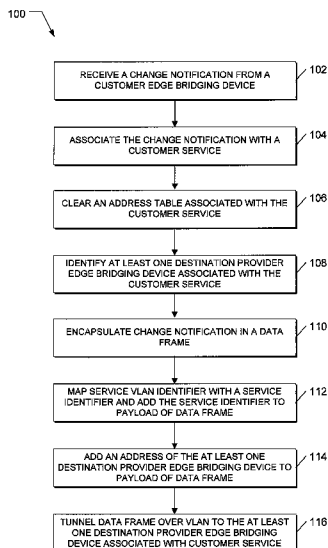 100
RECEIVE A CHANGE NOTIFICATION FROM A
CUSTOMER EDGE BRIDGING DEVICE
102
ASSOCIATE THE CHANGE NOTIFICATION WITH A
CUSTOMER SERVICE
104
CLEAR AN ADDRESS TABLE ASSOCIATED WITH THE
CUSTOMER SERVICE
106
IDENTIFY AT LEAST ONE DESTINATION PROVIDER
EDGE BRIDGING DEVICE ASSOCIATED WITH THE
CUSTOMER SERVICE
108
ENCAPSULATE CHANGE NOTIFICATION IN A DATA
FRAME
110
MAP SERVICE VLAN IDENTIFIER WITH A SERVICE
IDENTIFIER AND ADD THE SERVICE IDENTIFIER TO
PAYLOAD OF DATA FRAME
112
ADD AN ADDRESS OF THE AT LEAST ONE
DESTINATION PROVIDER EDGE BRIDGING DEVICE TO
PAYLOAD OF DATA FRAME
114
TUNNEL DATA FRAME OVER VLAN TO THE AT LEAST
ONE DESTINATION PROVIDER EDGE BRIDGING
DEVICE ASSOCIATED WITH CUSTOMER SERVICE
116